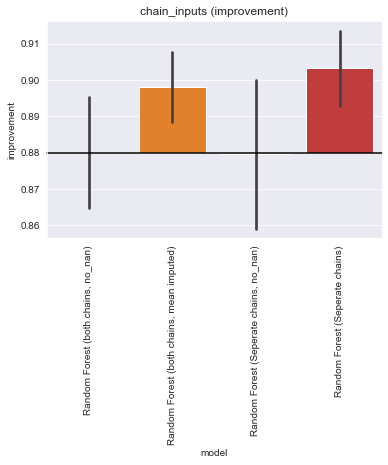 chain_inputs (improvement)
0.91
0.90
0.89
0.88
0.87
0.86
improvement
Random Forest (both chains, no_nan)
Random Forest (both chains, mean imputed)
Random Forest (Seperate chains, no_nan)
Random Forest (Seperate chains)
model